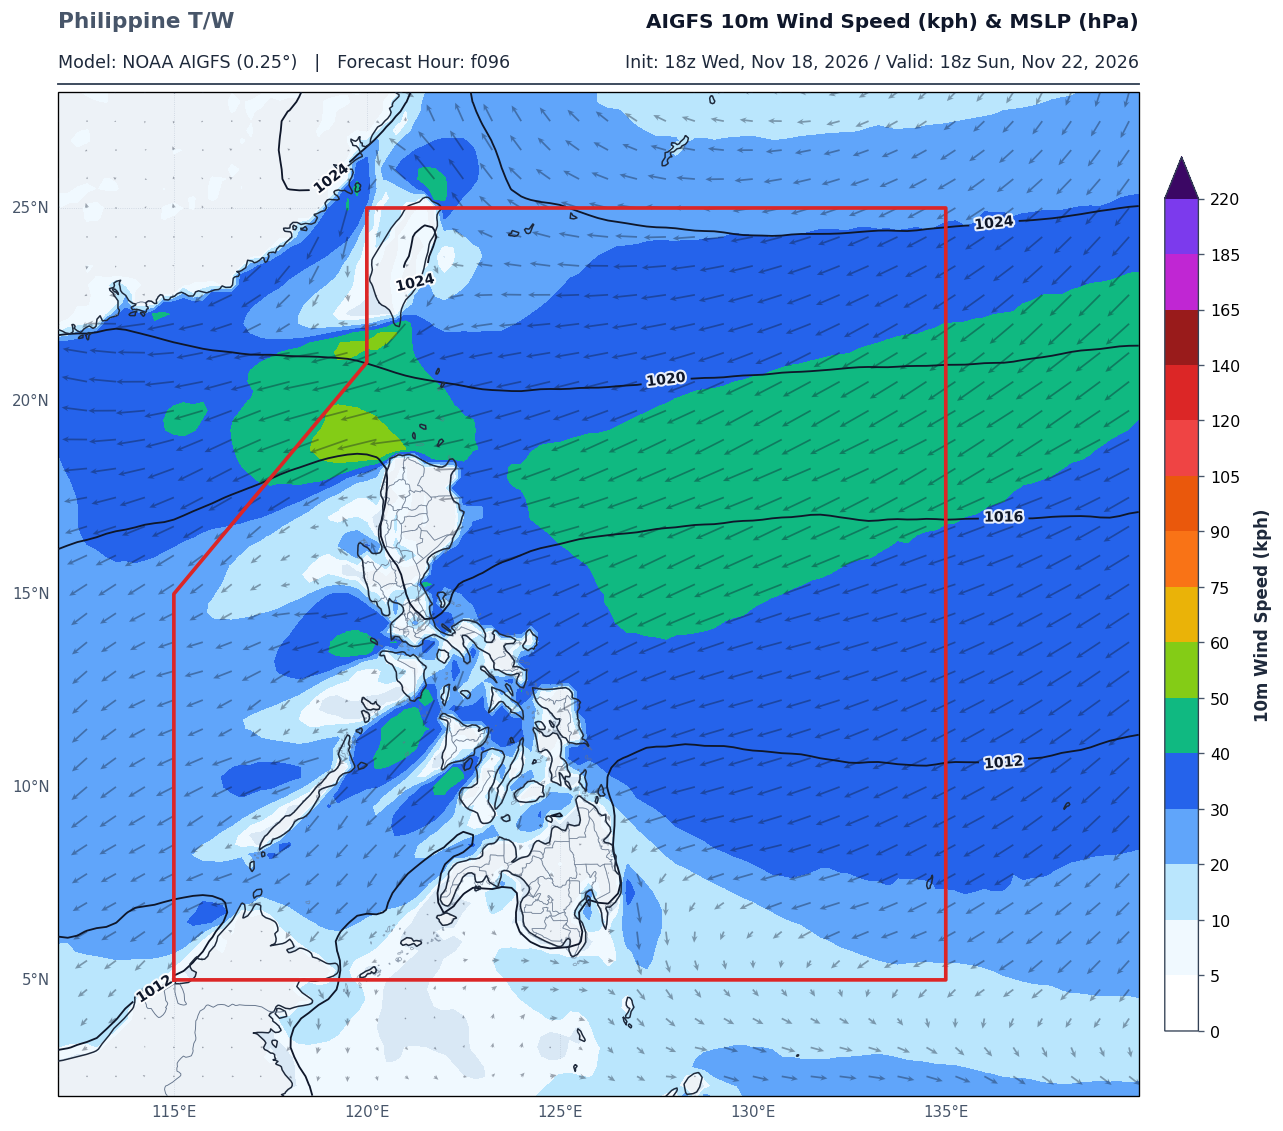 Philippine T/W
AIGFS 10m Wind Speed (kph) & MSLP (hPa)
Model: NOAA AIGFS (0.25°) | Forecast Hour: f096
Init: 18z Wed, Nov 18, 2026 / Valid: 18z Sun, Nov 22, 2026
1024
1024
1024
1020
1016
1012
1012
25°N
20°N
15°N
10°N
5°N
115°E
120°E
125°E
130°E
135°E
220
185
165
140
120
105
90
75
60
50
40
30
20
10
5
0
10m Wind Speed (kph)